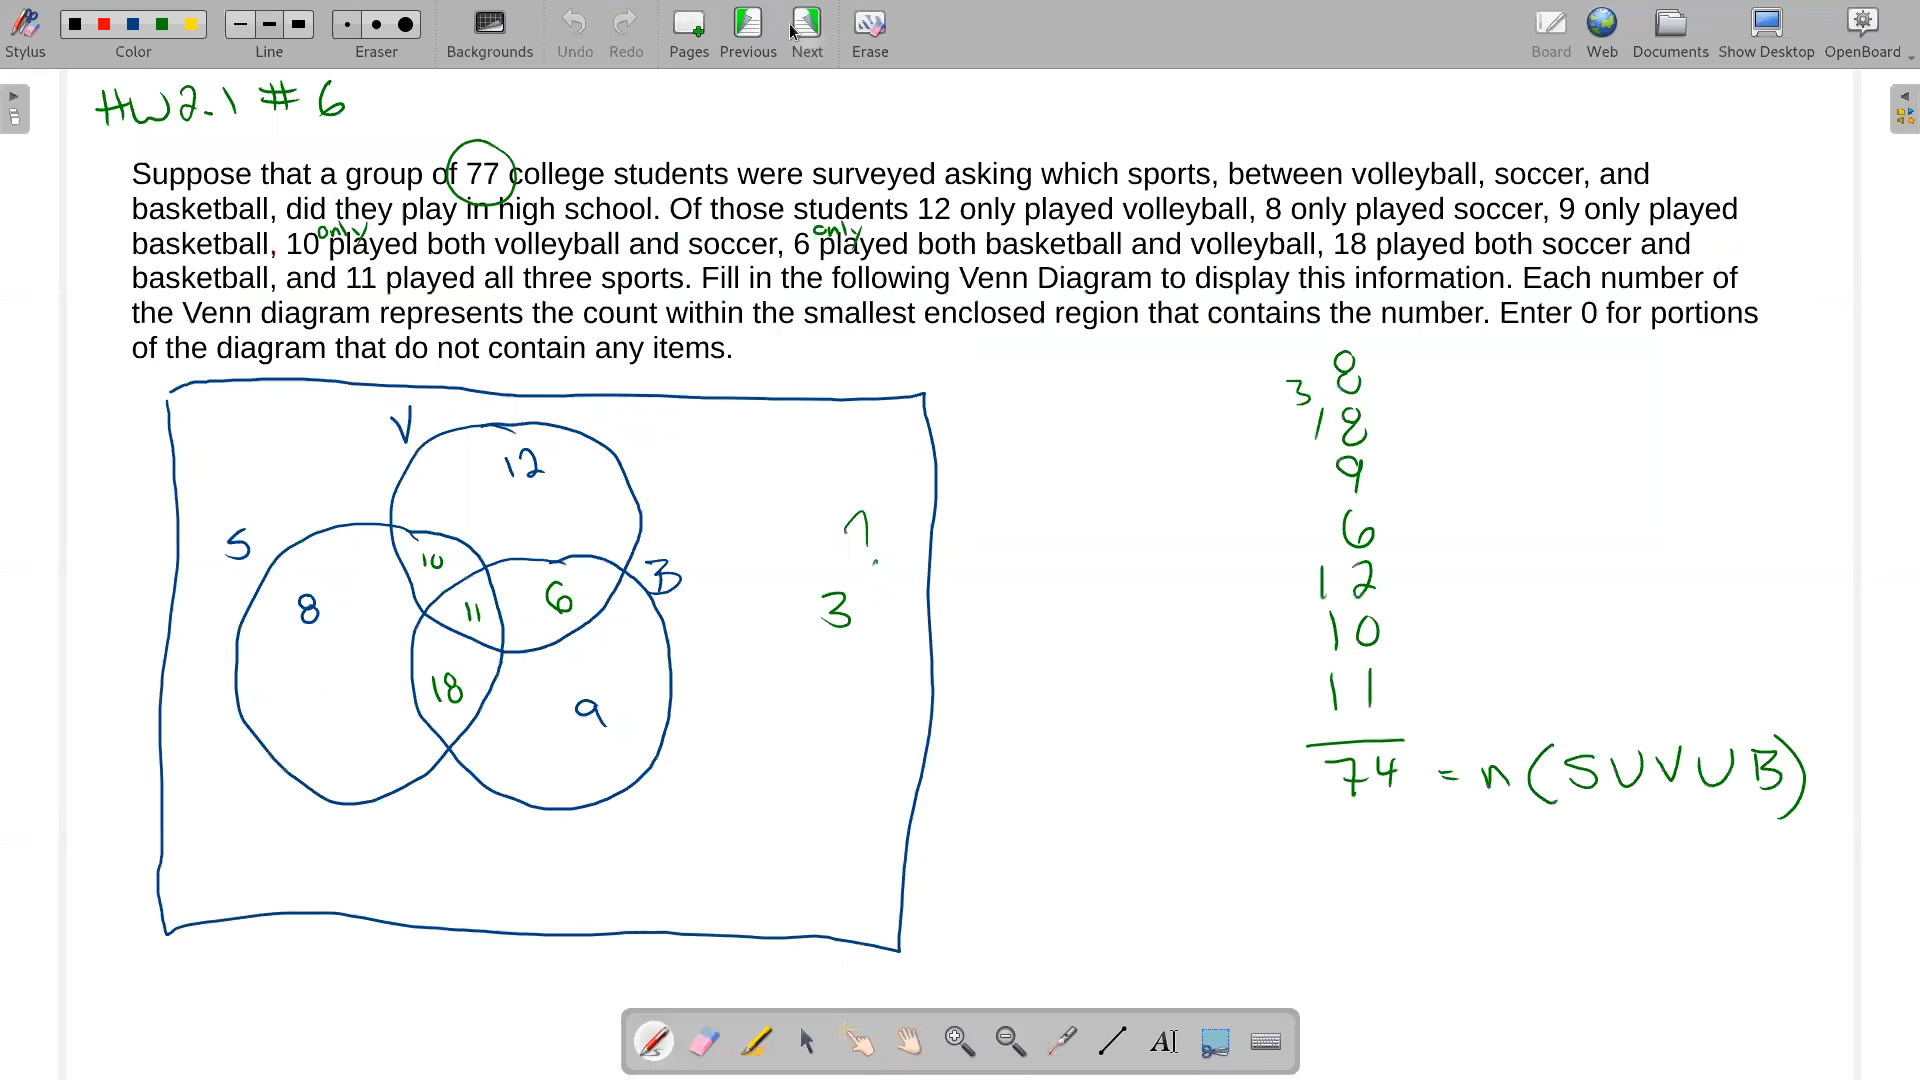 Stylus Color Line Eraser Backgrounds Undo Redo Pages Previous Next Erase Board Web Documents Show Desktop OpenBoard
HW2.1 # 6
Suppose that a group of 77 college students were surveyed asking which sports, between volleyball, soccer, and
basketball, did they play in high school. Of those students 12 only played volleyball, 8 only played soccer, 9 only played
only only
basketball, 10 played both volleyball and soccer, 6 played both basketball and volleyball, 18 played both soccer and
basketball, and 11 played all three sports. Fill in the following Venn Diagram to display this information. Each number of
the Venn diagram represents the count within the smallest enclosed region that contains the number. Enter 0 for portions
of the diagram that do not contain any items.
V
12
S
10
B
8
11
6
18
9
?
3
3
8
18
9
6
12
10
11
74 = n(S∪V∪B)
AI